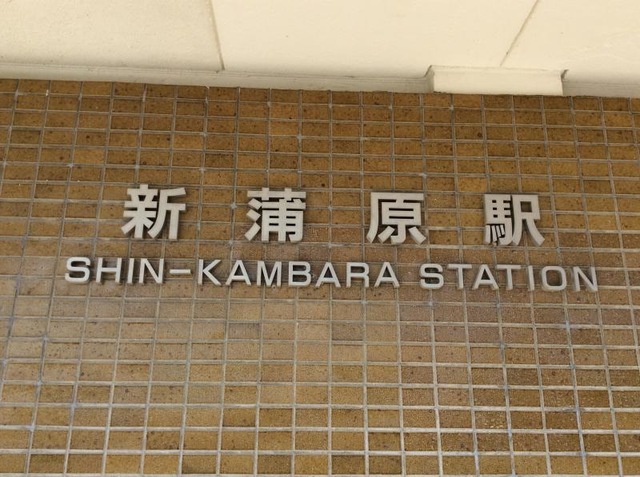 新蒲原駅
SHIN-KAMBARA STATION